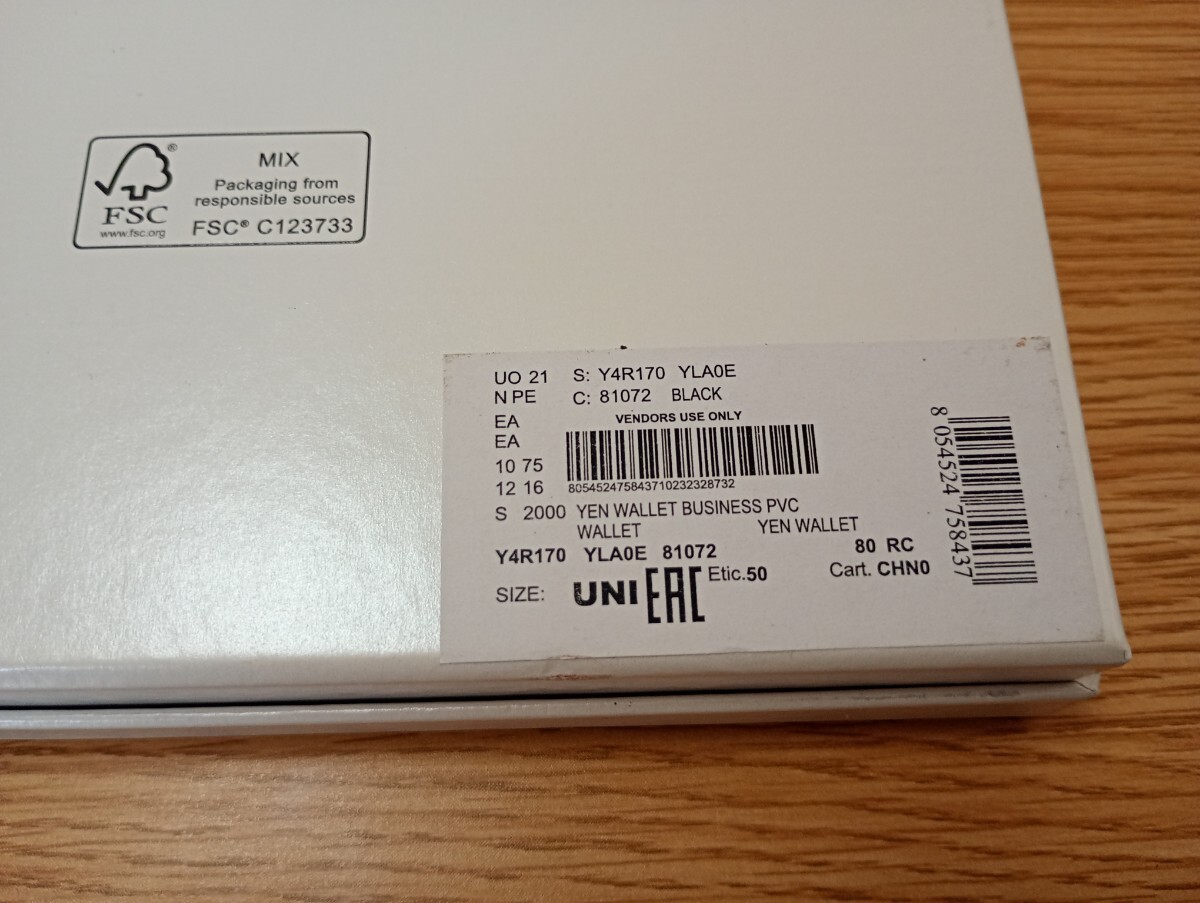 MIX
Packaging from
responsible sources
FSC® C123733
®
FSC
www.fsc.org
UO 21 S: Y4R170 YLA0E
N PE C: 81072 BLACK
EA VENDORS USE ONLY
EA
10 75
12 16 805452475843710232328732
S 2000 YEN WALLET BUSINESS PVC
WALLET YEN WALLET
Y4R170 YLA0E 81072 80 RC
SIZE: UNI EAC Etic.50 Cart. CHN0
8 054524 758437